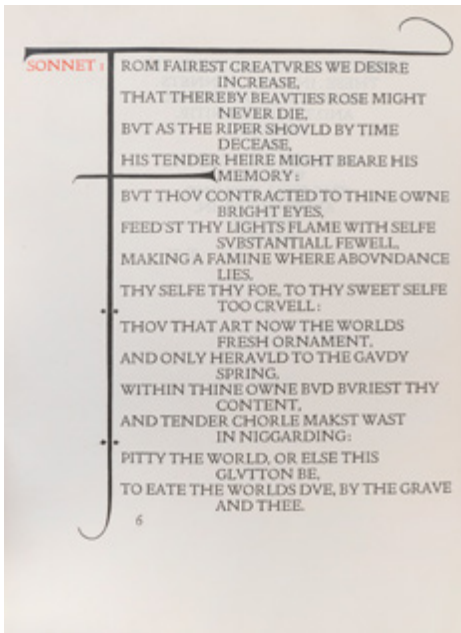 SONNET 1
FROM FAIREST CREATVRES WE DESIRE
INCREASE,
THAT THEREBY BEAVTIES ROSE MIGHT
NEVER DIE,
BVT AS THE RIPER SHOVLD BY TIME
DECEASE,
HIS TENDER HEIRE MIGHT BEARE HIS
MEMORY:
BVT THOV CONTRACTED TO THINE OWNE
BRIGHT EYES,
FEED'ST THY LIGHTS FLAME WITH SELFE
SVBSTANTIALL FEWELL,
MAKING A FAMINE WHERE ABOVNDANCE
LIES,
THY SELFE THY FOE, TO THY SWEET SELFE
TOO CRVELL:
THOV THAT ART NOW THE WORLDS
FRESH ORNAMENT,
AND ONLY HERAVLD TO THE GAVDY
SPRING,
WITHIN THINE OWNE BVD BVRIEST THY
CONTENT,
AND TENDER CHORLE MAKST WAST
IN NIGGARDING:
PITTY THE WORLD, OR ELSE THIS
GLVTTON BE,
TO EATE THE WORLDS DVE, BY THE GRAVE
AND THEE.
6